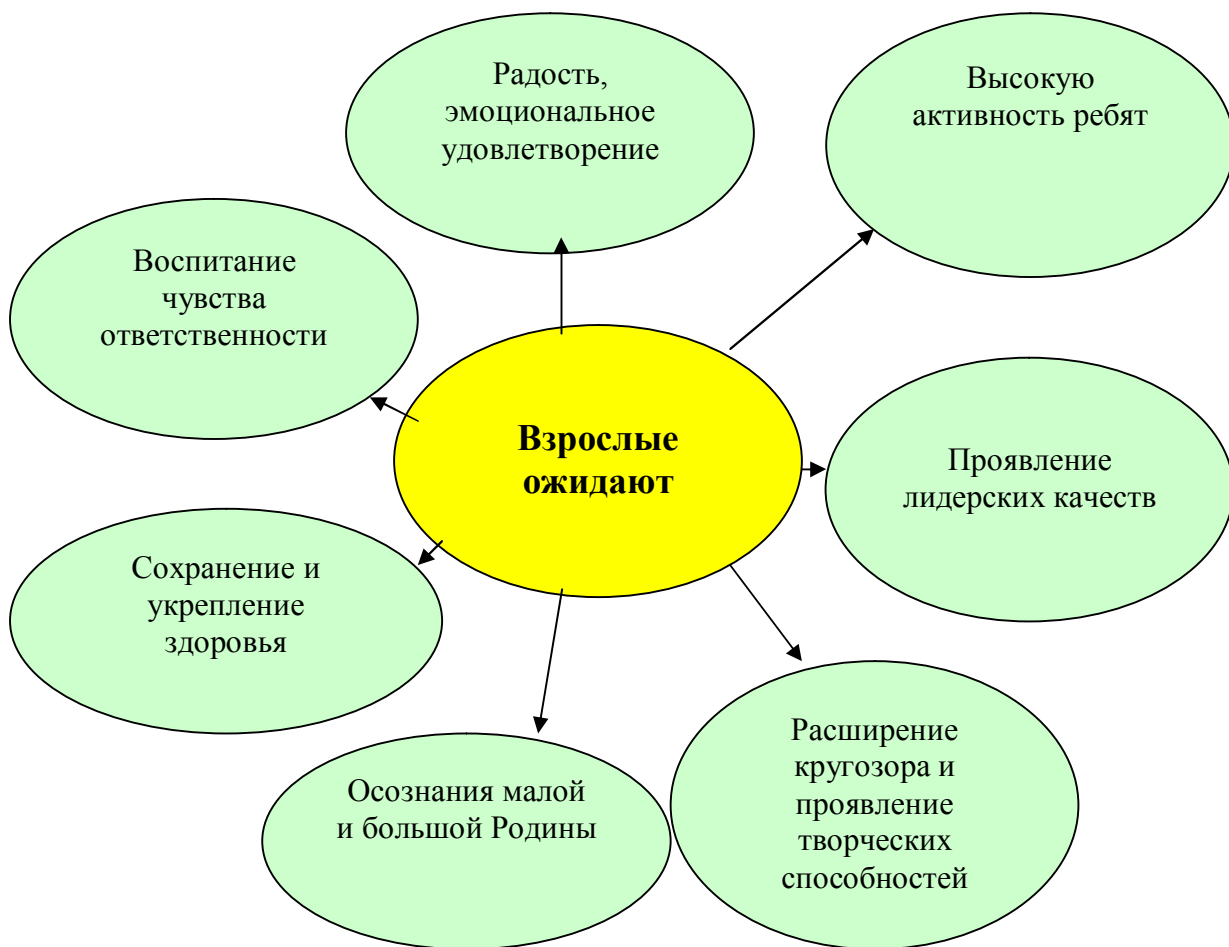 Радость,
эмоциональное
удовлетворение
Высокую
активность ребят
Воспитание
чувства
ответственности
Взрослые
ожидают
Проявление
лидерских качеств
Сохранение и
укрепление
здоровья
Осознания малой
и большой Родины
Расширение
кругозора и
проявление
творческих
способностей